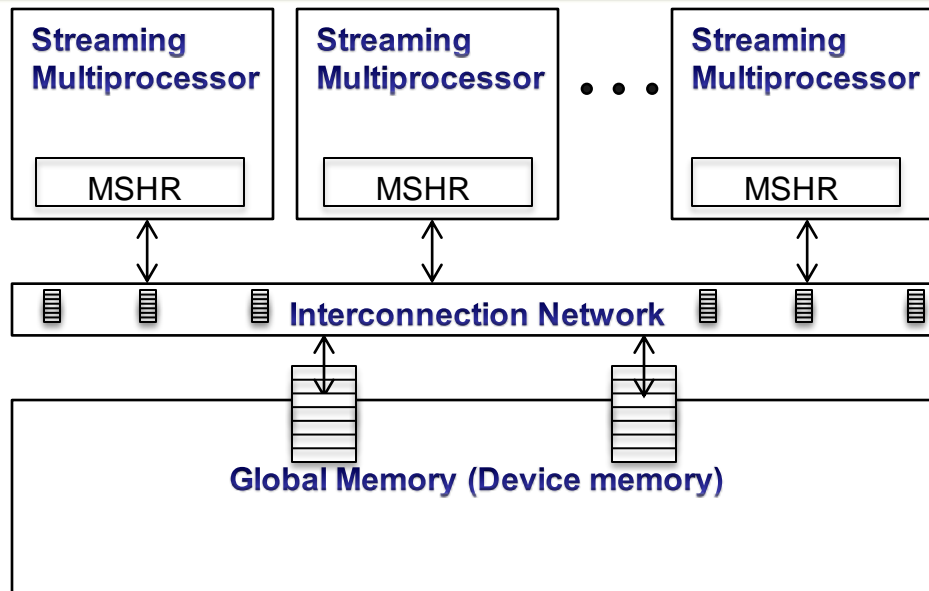 Streaming
Multiprocessor
MSHR
Streaming
Multiprocessor
MSHR
• • •
Streaming
Multiprocessor
MSHR
Interconnection Network
Global Memory (Device memory)